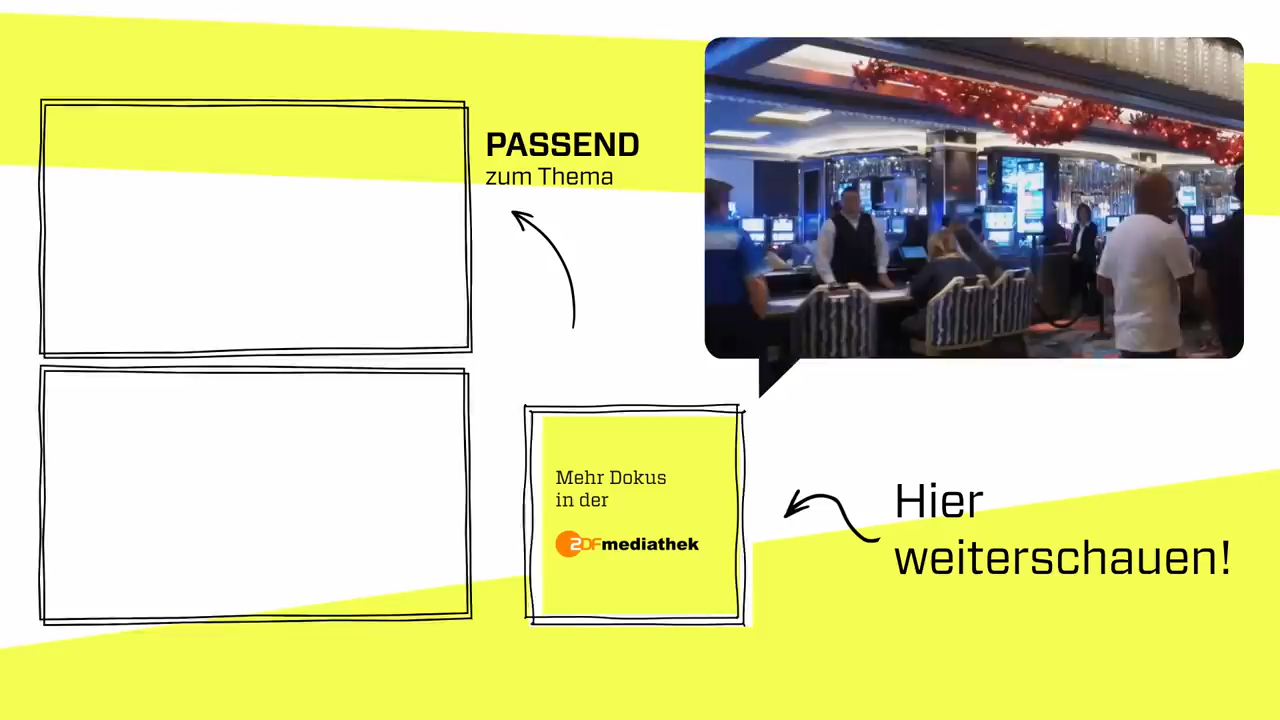 PASSEND
zum Thema
Mehr Dokus
in der
ZDFmediathek
Hier
weiterschauen!